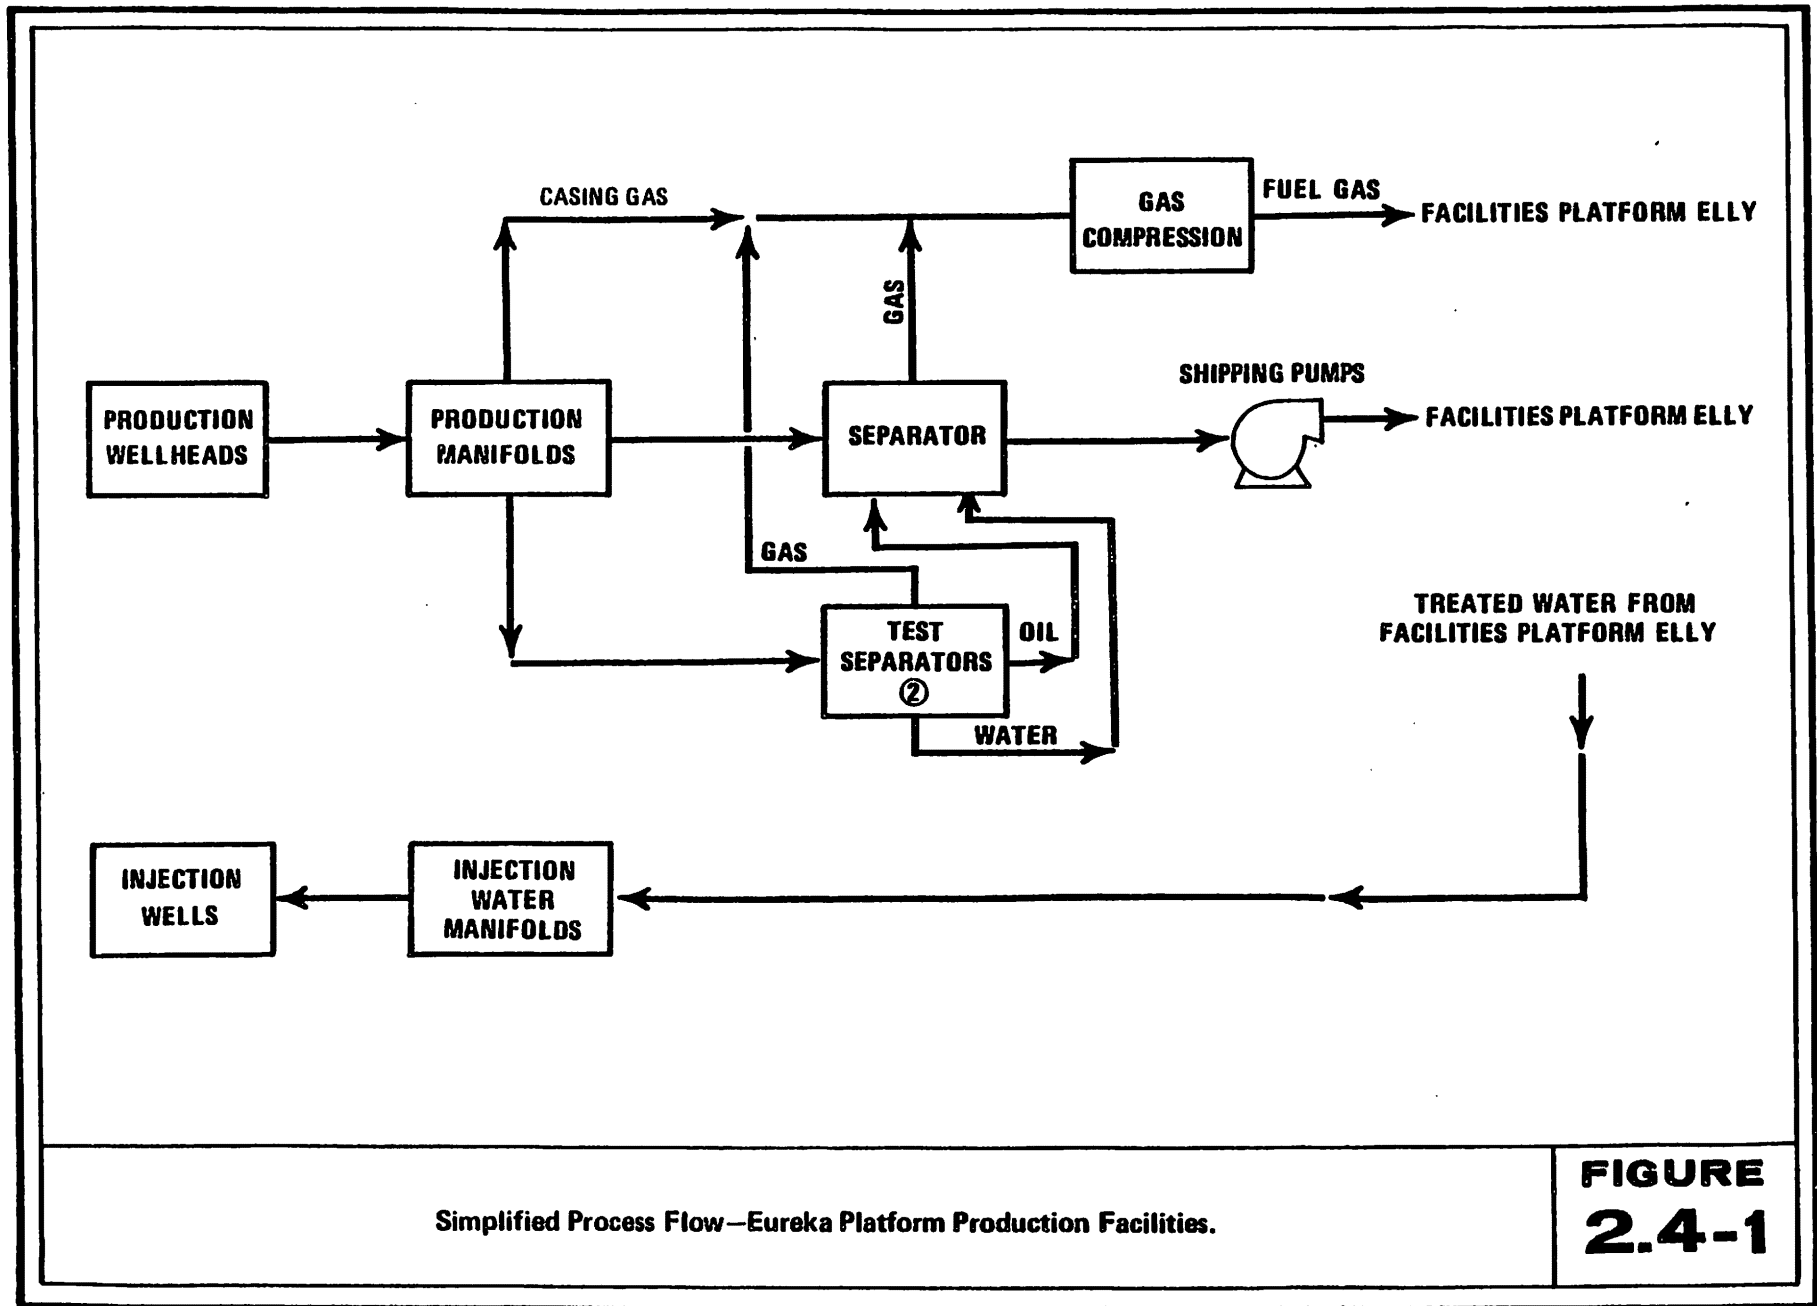 CASING GAS
GAS
COMPRESSION
FUEL GAS
FACILITIES PLATFORM ELLY
GAS
PRODUCTION
WELLHEADS
PRODUCTION
MANIFOLDS
SEPARATOR
SHIPPING PUMPS
FACILITIES PLATFORM ELLY
GAS
TEST
SEPARATORS
2
OIL
WATER
TREATED WATER FROM
FACILITIES PLATFORM ELLY
INJECTION
WELLS
INJECTION
WATER
MANIFOLDS
Simplified Process Flow—Eureka Platform Production Facilities.
FIGURE
2.4-1